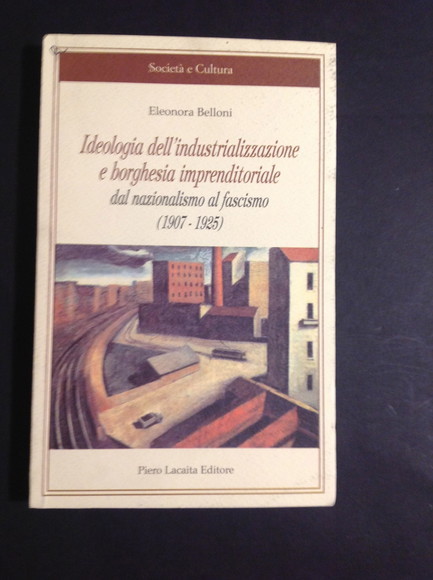 Società e Cultura
Eleonora Belloni
Ideologia dell'industrializzazione
e borghesia imprenditoriale
dal nazionalismo al fascismo
(1907 - 1925)
Piero Lacaita Editore